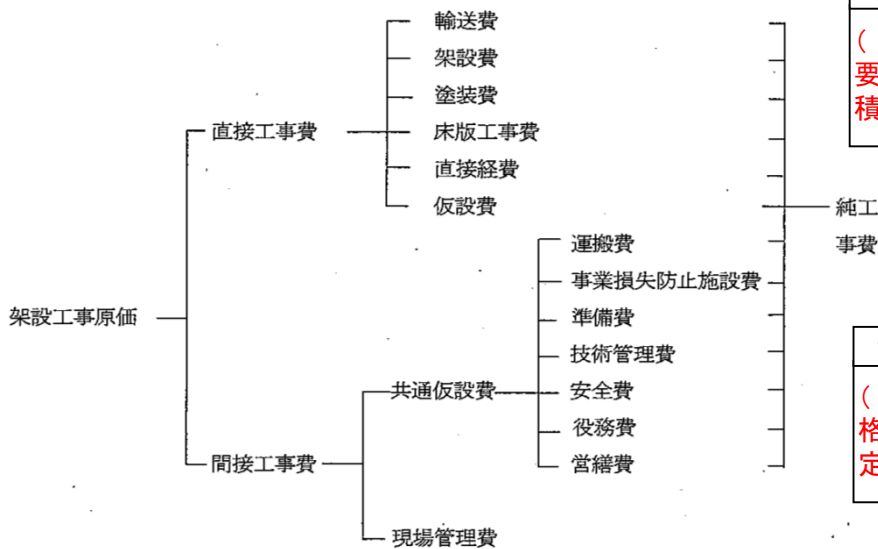 輸送費
架設費
塗装費
直接工事費
床版工事費
直接経費
仮設費
純工
事費
運搬費
事業損失防止施設費
架設工事原価
準備費
技術管理費
共通仮設費
安全費
役務費
間接工事費
営繕費
現場管理費
(
要
積
(
格
定